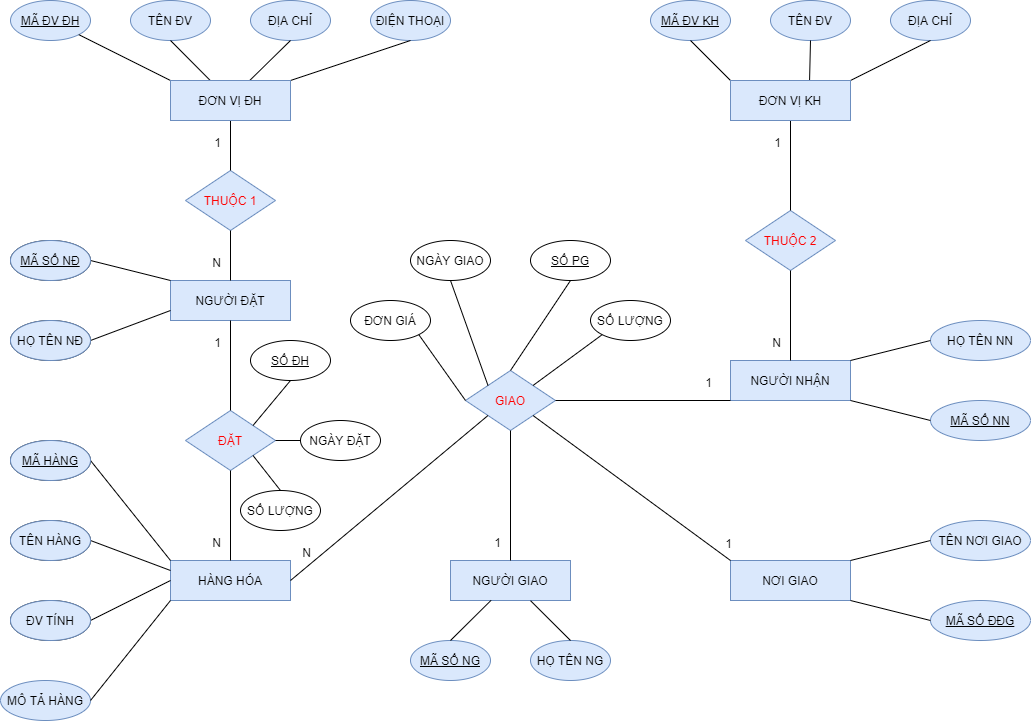 MÃ ĐV ĐH
TÊN ĐV
ĐỊA CHỈ
ĐIỆN THOẠI
MÃ ĐV KH
TÊN ĐV
ĐỊA CHỈ
ĐƠN VỊ ĐH
ĐƠN VỊ KH
1
1
THUỘC 1
THUỘC 2
MÃ SỐ NĐ
N
NGÀY GIAO
SỐ PG
NGƯỜI ĐẶT
ĐƠN GIÁ
SỐ LƯỢNG
HỌ TÊN NĐ
1
N
HỌ TÊN NN
SỐ ĐH
1
NGƯỜI NHẬN
GIAO
MÃ SỐ NN
ĐẶT
NGÀY ĐẶT
MÃ HÀNG
SỐ LƯỢNG
TÊN HÀNG
N
N
1
1
TÊN NƠI GIAO
HÀNG HÓA
NGƯỜI GIAO
NƠI GIAO
ĐV TÍNH
MÃ SỐ ĐĐG
MÃ SỐ NG
HỌ TÊN NG
MÔ TẢ HÀNG